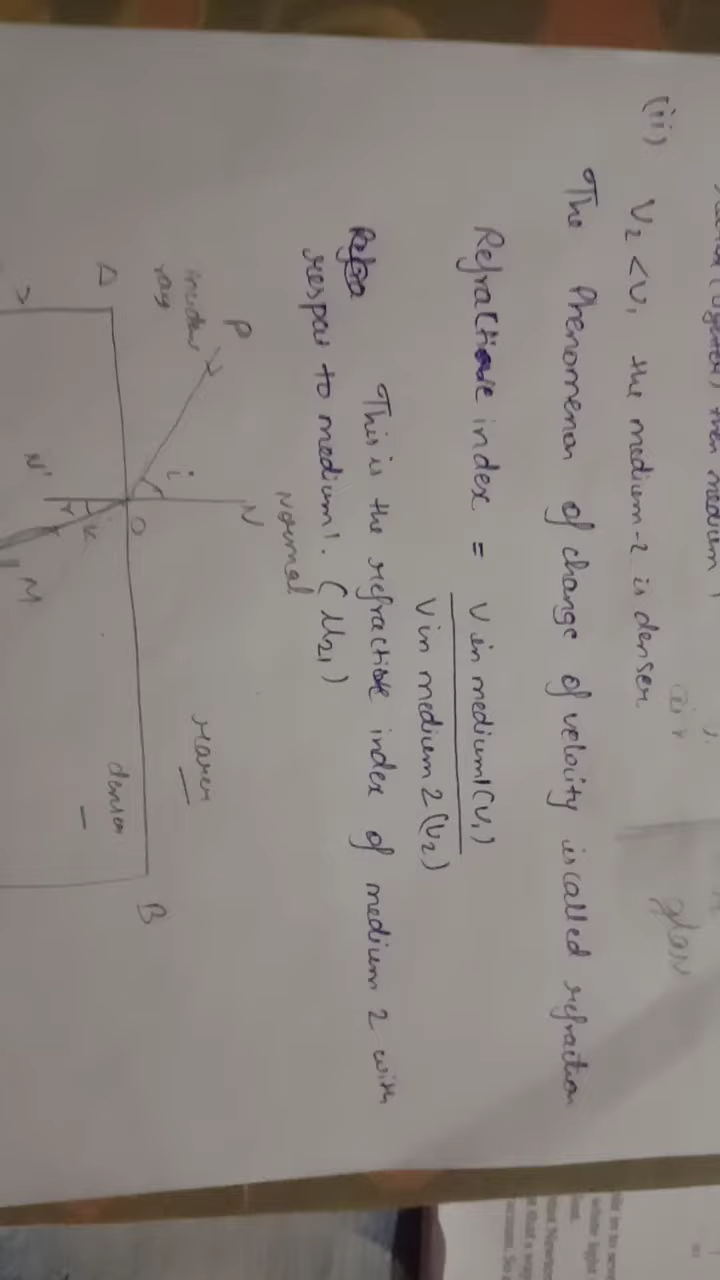 medium 1
(ii) V2 < V1 the medium-2 is denser
The Phenomenon of change of velocity is called refraction
Refractive index = V in medium 1 (V1)
V in medium 2 (V2)
This is the refractive index of medium 2 with
respect to medium 1. (μ21)
Normal
P
N
incident
ray
i
rarer
A
O
B
denser
N'
r
M